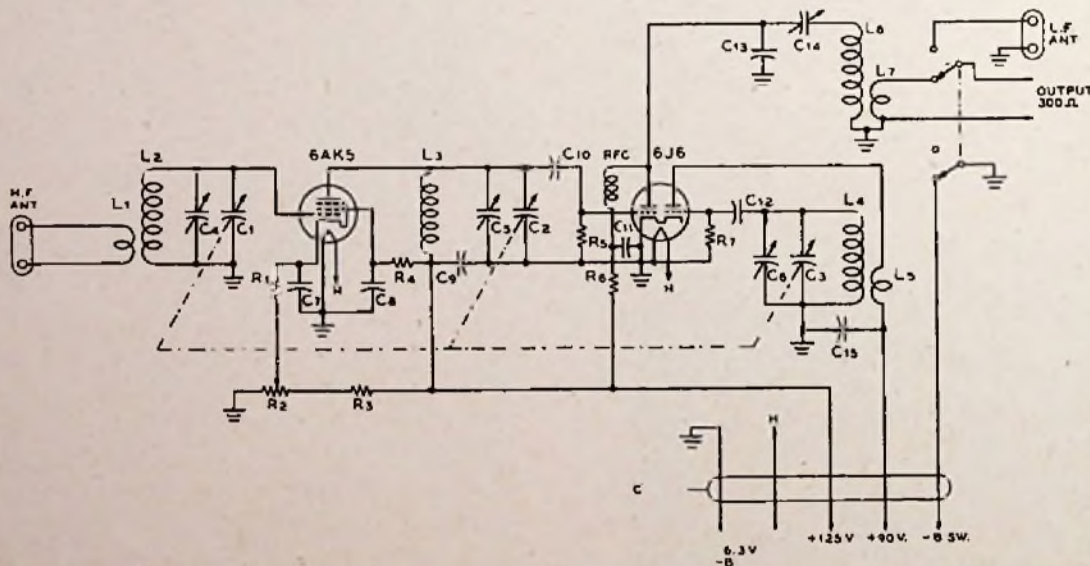 L.F ANT
C13
C14
L6
L7
OUTPUT 300Ω
H.F ANT
L1
L2
C4
C1
6AK5
L3
C5
C2
C10
RFC
6J6
C12
L4
L5
R1
C7
H
C8
R4
C9
R5
C11
R6
H
R7
C6
C3
C15
R2
R3
H
C
6.3V
-B
+125V
+90V.
-B SW.